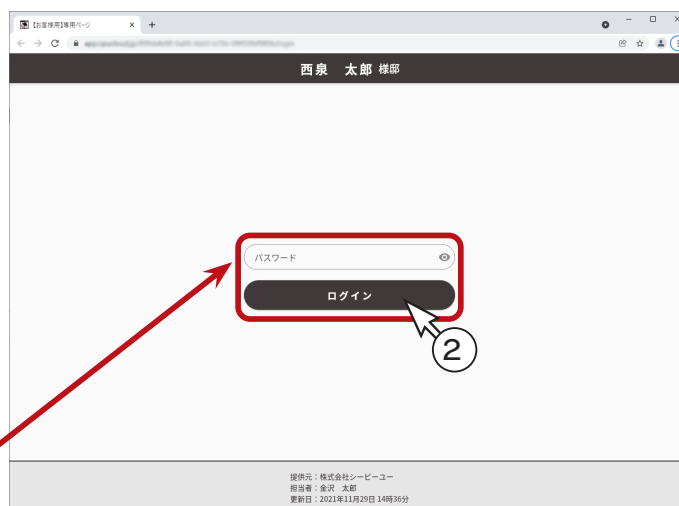 【お客様用】専用ページ
西泉　太郎 様邸
パスワード
ログイン
2
提供元：株式会社シーピーユー
担当者：金沢　太郎
更新日：2021年11月29日 14時36分